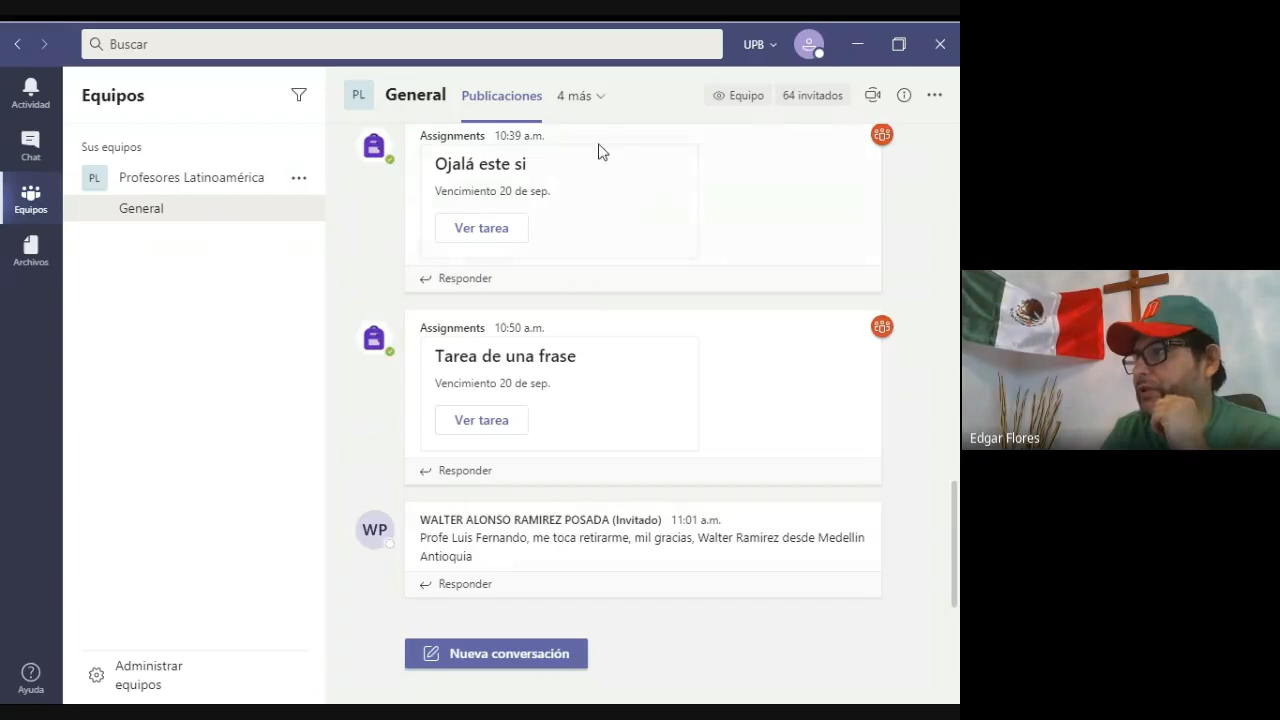 Buscar
UPB
Actividad
Chat
Equipos
Archivos
Ayuda
Equipos
Sus equipos
PL Profesores Latinoamérica
General
Administrar
equipos
PL General Publicaciones 4 más
Equipo 64 invitados
Assignments 10:39 a.m.
Ojalá este si
Vencimiento 20 de sep.
Ver tarea
Responder
Assignments 10:50 a.m.
Tarea de una frase
Vencimiento 20 de sep.
Ver tarea
Responder
WP
WALTER ALONSO RAMIREZ POSADA (Invitado) 11:01 a.m.
Profe Luis Fernando, me toca retirarme, mil gracias, Walter Ramirez desde Medellin
Antioquia
Responder
Nueva conversación
Edgar Flores